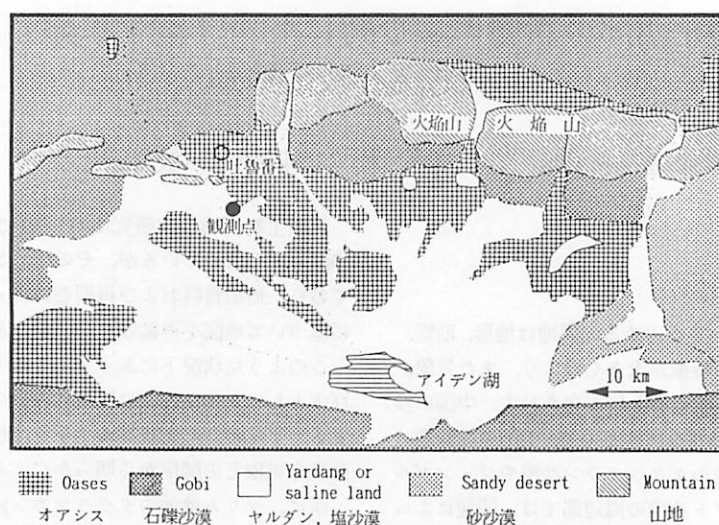 火焔山 火焔山
吐魯番
観測点
アイデン湖
10 km
Oases Gobi Yardang or saline land Sandy desert Mountain
オアシス 石礫沙漠 ヤルダン,塩沙漠 砂沙漠 山地